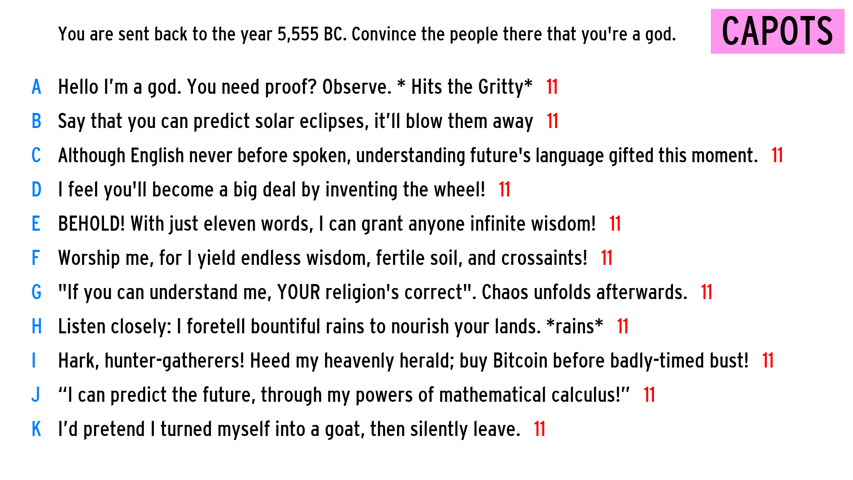 You are sent back to the year 5,555 BC. Convince the people there that you're a god.
CAPOTS
A Hello I'm a god. You need proof? Observe. * Hits the Gritty* 11
B Say that you can predict solar eclipses, it'll blow them away 11
C Although English never before spoken, understanding future's language gifted this moment. 11
D I feel you'll become a big deal by inventing the wheel! 11
E BEHOLD! With just eleven words, I can grant anyone infinite wisdom! 11
F Worship me, for I yield endless wisdom, fertile soil, and crossaints! 11
G "If you can understand me, YOUR religion's correct". Chaos unfolds afterwards. 11
H Listen closely: I foretell bountiful rains to nourish your lands. *rains* 11
I Hark, hunter-gatherers! Heed my heavenly herald; buy Bitcoin before badly-timed bust! 11
J “I can predict the future, through my powers of mathematical calculus!” 11
K I'd pretend I turned myself into a goat, then silently leave. 11